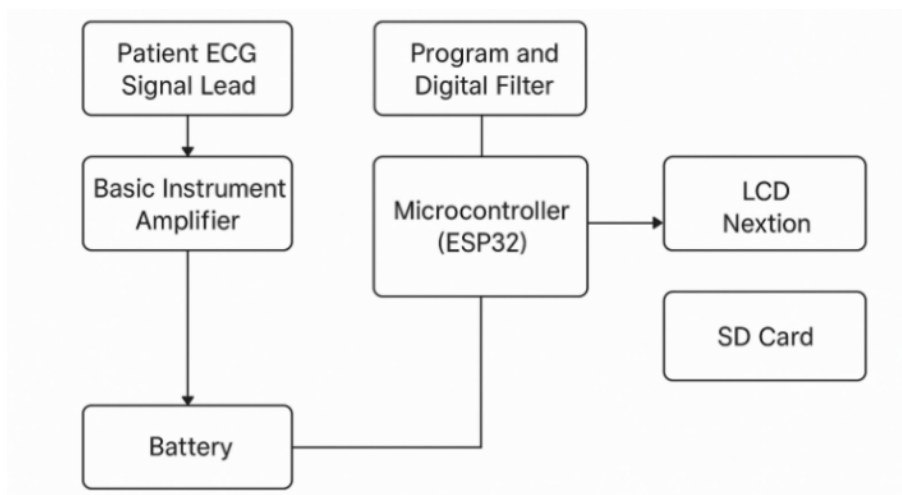 Patient ECG
Signal Lead
Program and
Digital Filter
Basic Instrument
Amplifier
Microcontroller
(ESP32)
LCD
Nextion
SD Card
Battery